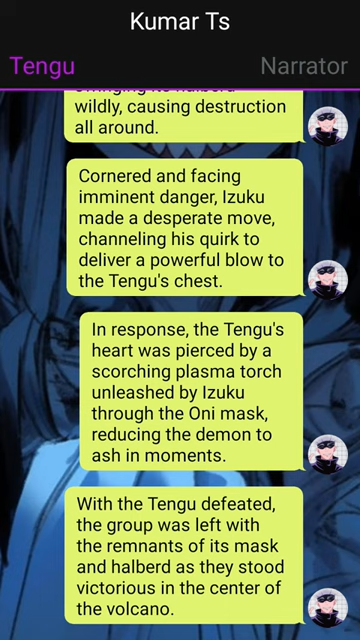 Kumar Ts
Tengu
Narrator
swinging its halberd
wildly, causing destruction
all around.
Cornered and facing
imminent danger, Izuku
made a desperate move,
channeling his quirk to
deliver a powerful blow to
the Tengu's chest.
In response, the Tengu's
heart was pierced by a
scorching plasma torch
unleashed by Izuku
through the Oni mask,
reducing the demon to
ash in moments.
With the Tengu defeated,
the group was left with
the remnants of its mask
and halberd as they stood
victorious in the center of
the volcano.